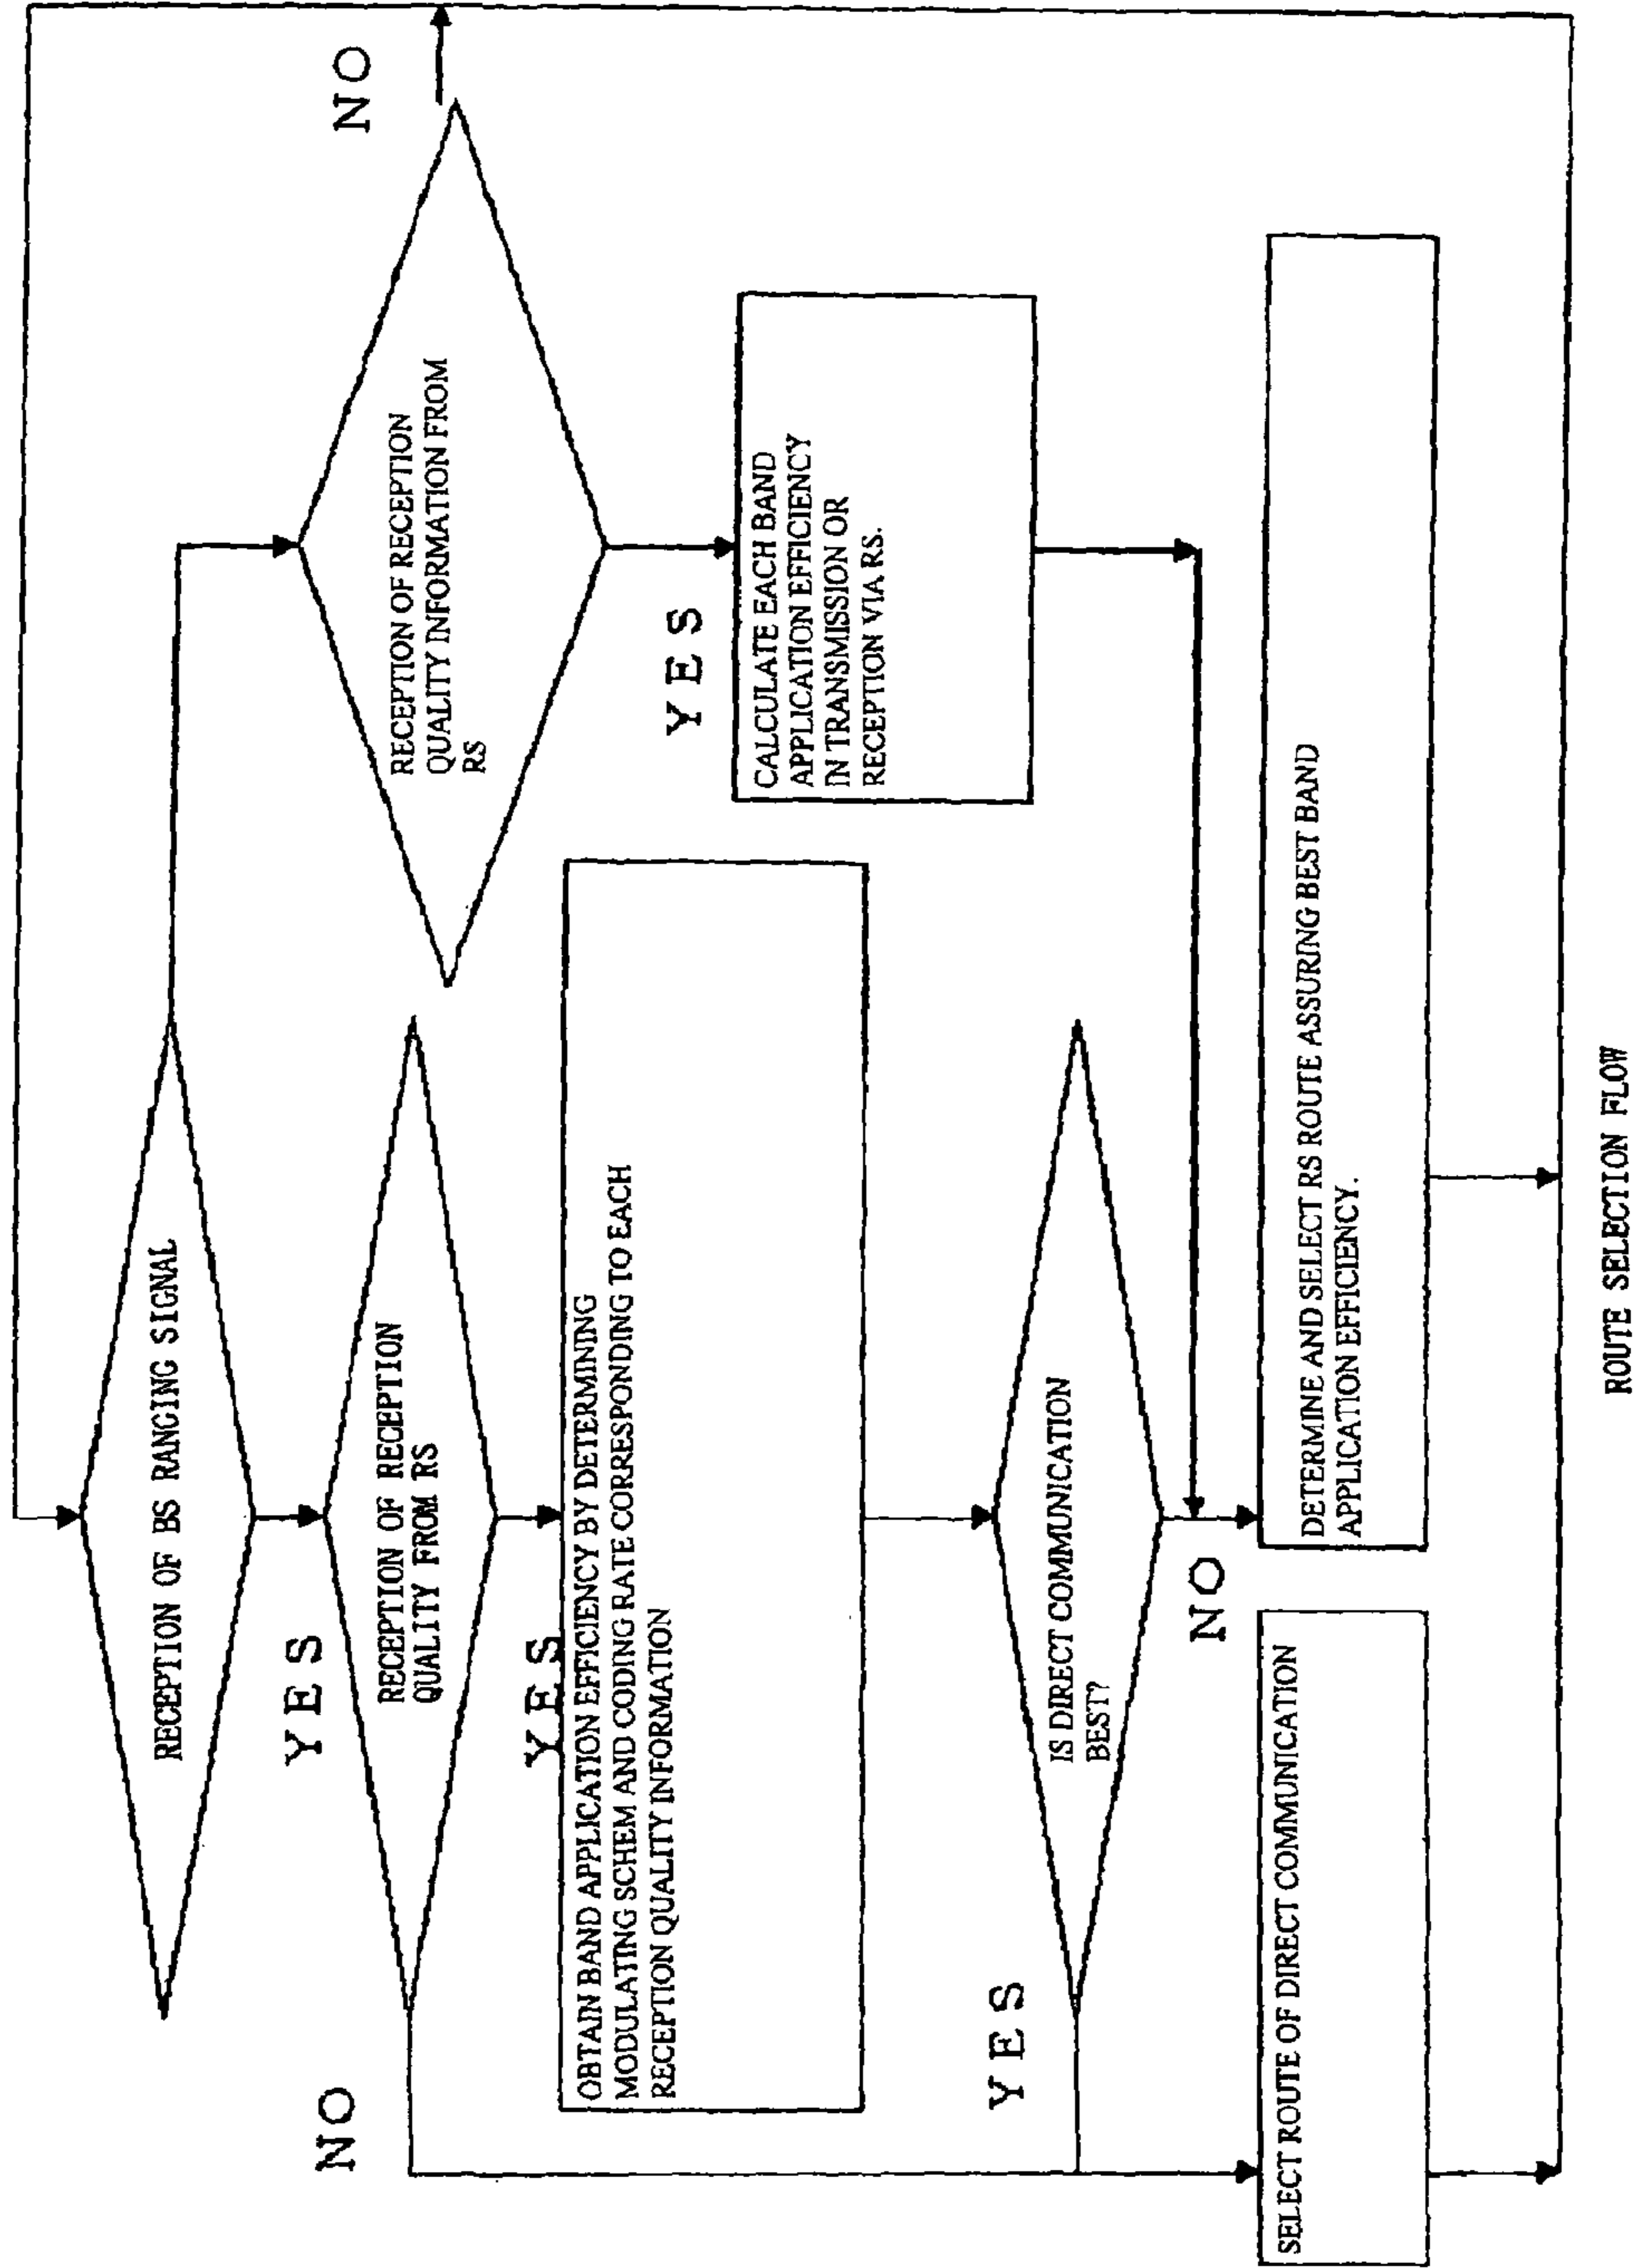 RECEPTION OF BS RANGING SIGNAL
YES
NO
RECEPTION OF RECEPTION
QUALITY FROM RS
YES
OBTAIN BAND APPLICATION EFFICIENCY BY DETERMINING
MODULATING SCHEM AND CODING RATE CORRESPONDING TO EACH
RECEPTION QUALITY INFORMATION
RECEPTION OF RECEPTION
QUALITY INFORMATION FROM
RS
NO
YES
CALCULATE EACH BAND
APPLICATION EFFICIENCY
IN TRANSMISSION OR
RECEPTION VIA RS.
IS DIRECT COMMUNICATION
BEST?
YES
NO
SELECT ROUTE OF DIRECT COMMUNICATION
DETERMINE AND SELECT RS ROUTE ASSURING BEST BAND
APPLICATION EFFICIENCY.
ROUTE SELECTION FLOW